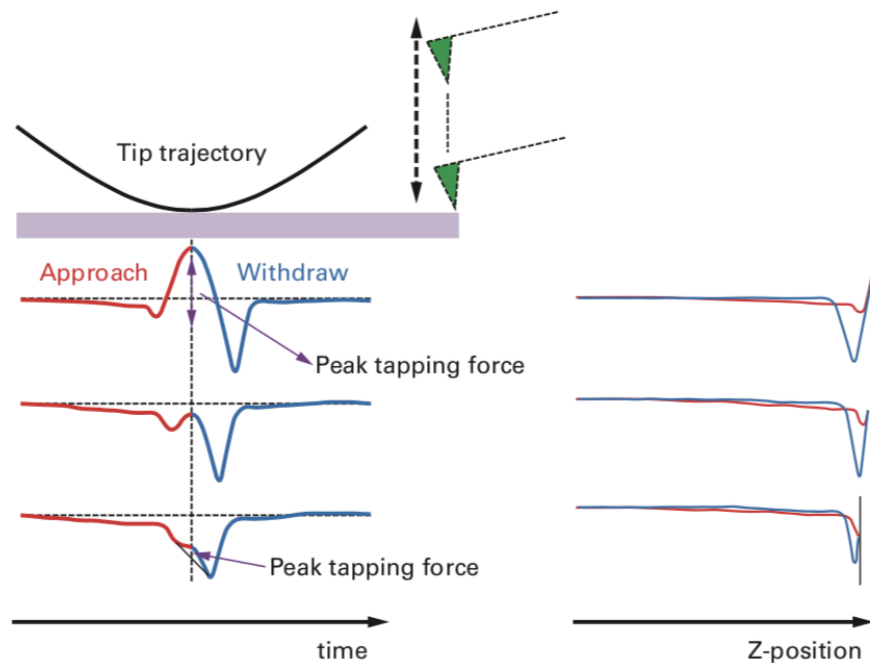 Tip trajectory
Approach
Withdraw
Peak tapping force
Peak tapping force
time
Z-position